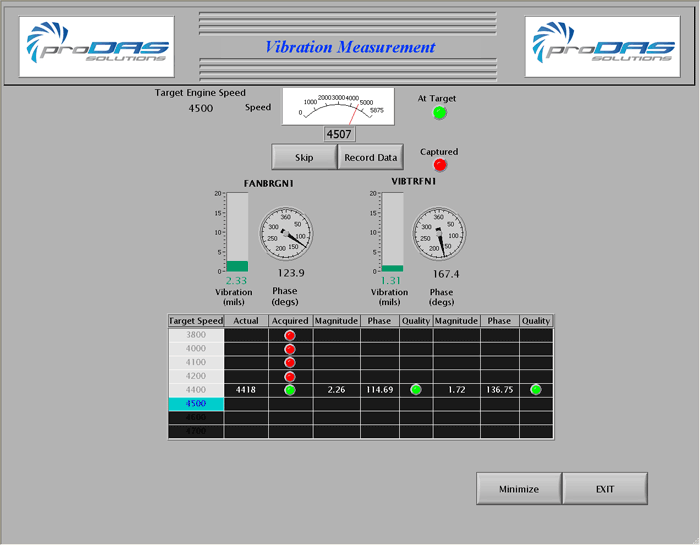 proDAS
SOLUTIONS
Vibration Measurement
proDAS
SOLUTIONS
Target Engine Speed
4500
Speed
0 1000 2000 3000 4000 5000 5875
4507
At Target
Skip
Record Data
Captured
FANBRGN1
20
15
10
5
0
2.33
Vibration
(mils)
360
50
100
150
200
250
300
123.9
Phase
(degs)
VIBTRFN1
20
15
10
5
0
1.31
Vibration
(mils)
360
50
100
150
200
250
300
167.4
Phase
(degs)
Target Speed Actual Acquired Magnitude Phase Quality Magnitude Phase Quality
3800
4000
4100
4200
4400 4418 2.26 114.69 1.72 136.75
4500
4600
4700
Minimize
EXIT